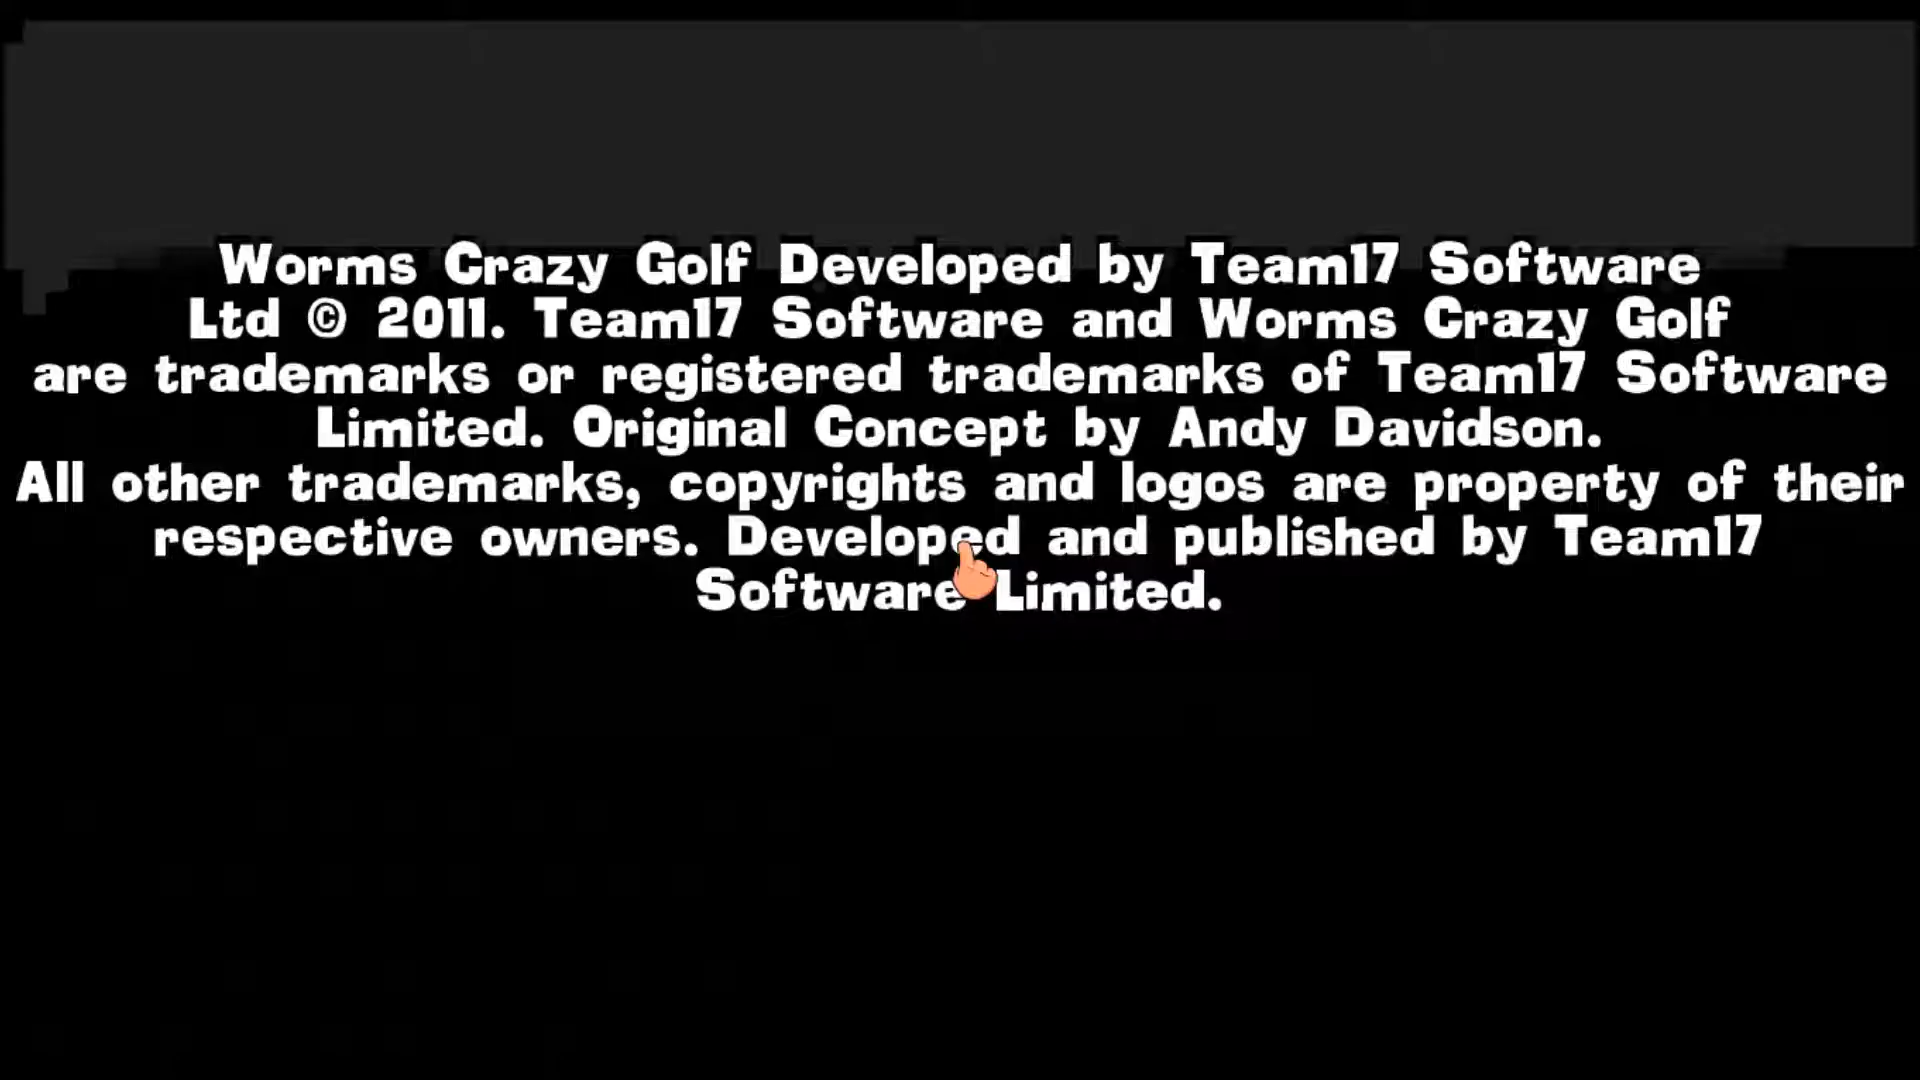 Worms Crazy Golf Developed by Team17 Software
Ltd © 2011. Team17 Software and Worms Crazy Golf
are trademarks or registered trademarks of Team17 Software
Limited. Original Concept by Andy Davidson.
All other trademarks, copyrights and logos are property of their
respective owners. Developed and published by Team17
Software Limited.